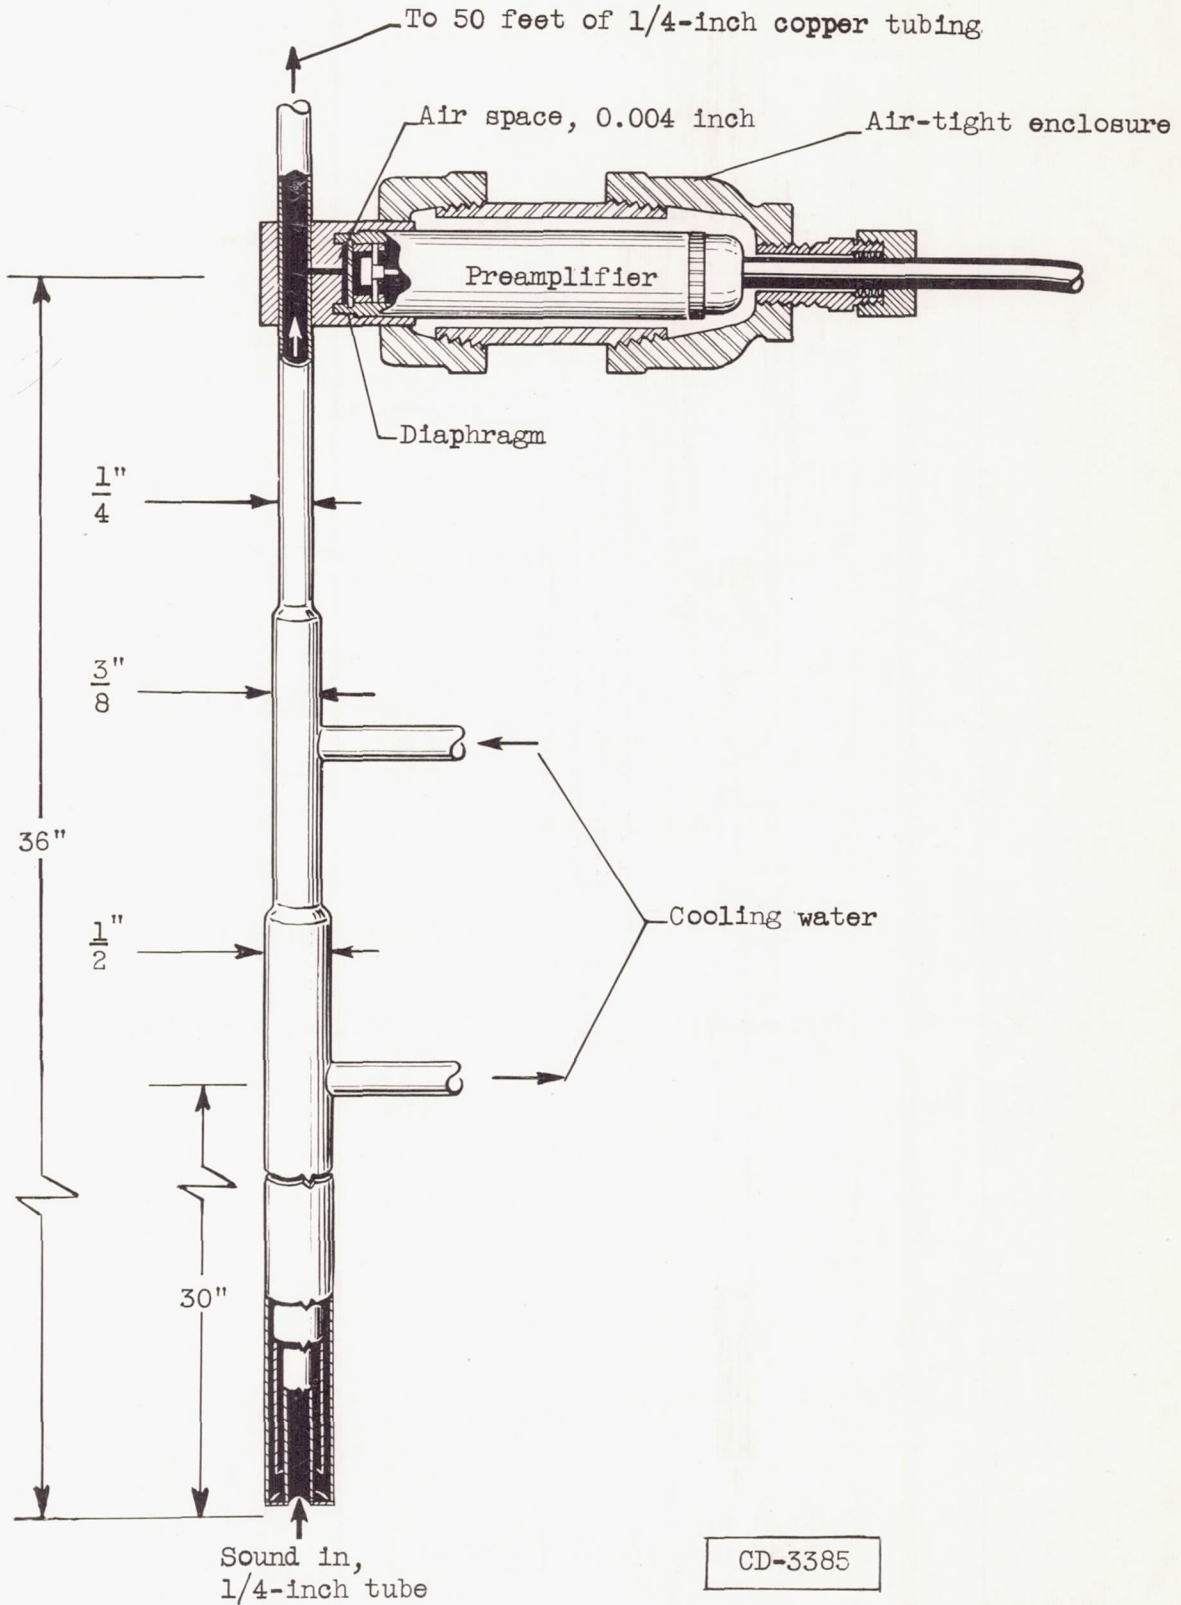 To 50 feet of 1/4-inch copper tubing
Air space, 0.004 inch
Air-tight enclosure
Preamplifier
Diaphragm
1"
4
3"
8
36"
Cooling water
1"
2
30"
Sound in,
1/4-inch tube
CD-3385